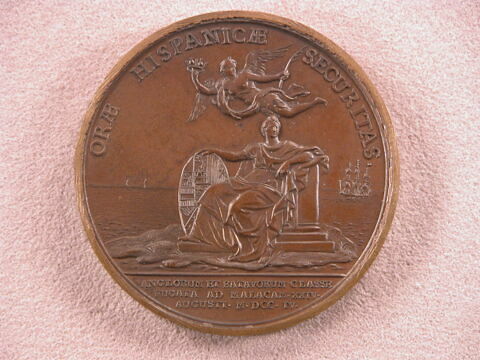 ORÆ HISPANICÆ SECURITAS.
ANGLORUM ET BATAVORUM CLASSE
FUGATA AD MALACAM·XXIV·
AUGUSTI·M·DCC·IV·